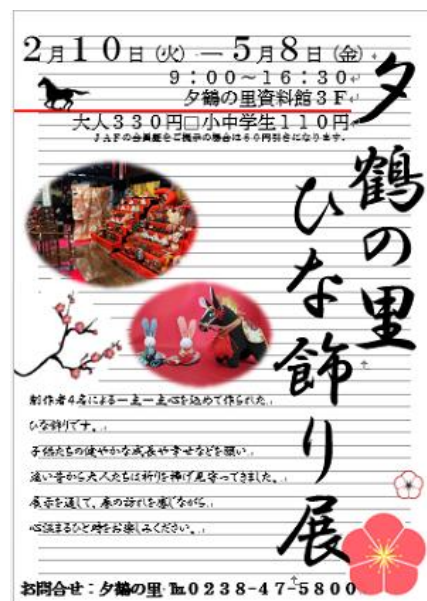 2月10日(火)―5月8日(金)
9:00~16:30
夕鶴の里資料館3F
大人330円□小中学生110円
JAFの会員証をご提示の場合は60円引きになります。
夕鶴の里
ひな飾り展
制作者4名による一点一点心を込めて作られた
ひな飾りです。
子供たちの健やかな成長や幸せなどを願い
遠い昔から大人たちは祈りを捧げ見守ってきました。
展示を通して、春の訪れを感じながら
心温まるひと時をお楽しみください。
お問合せ:夕鶴の里 ℡0238-47-5800